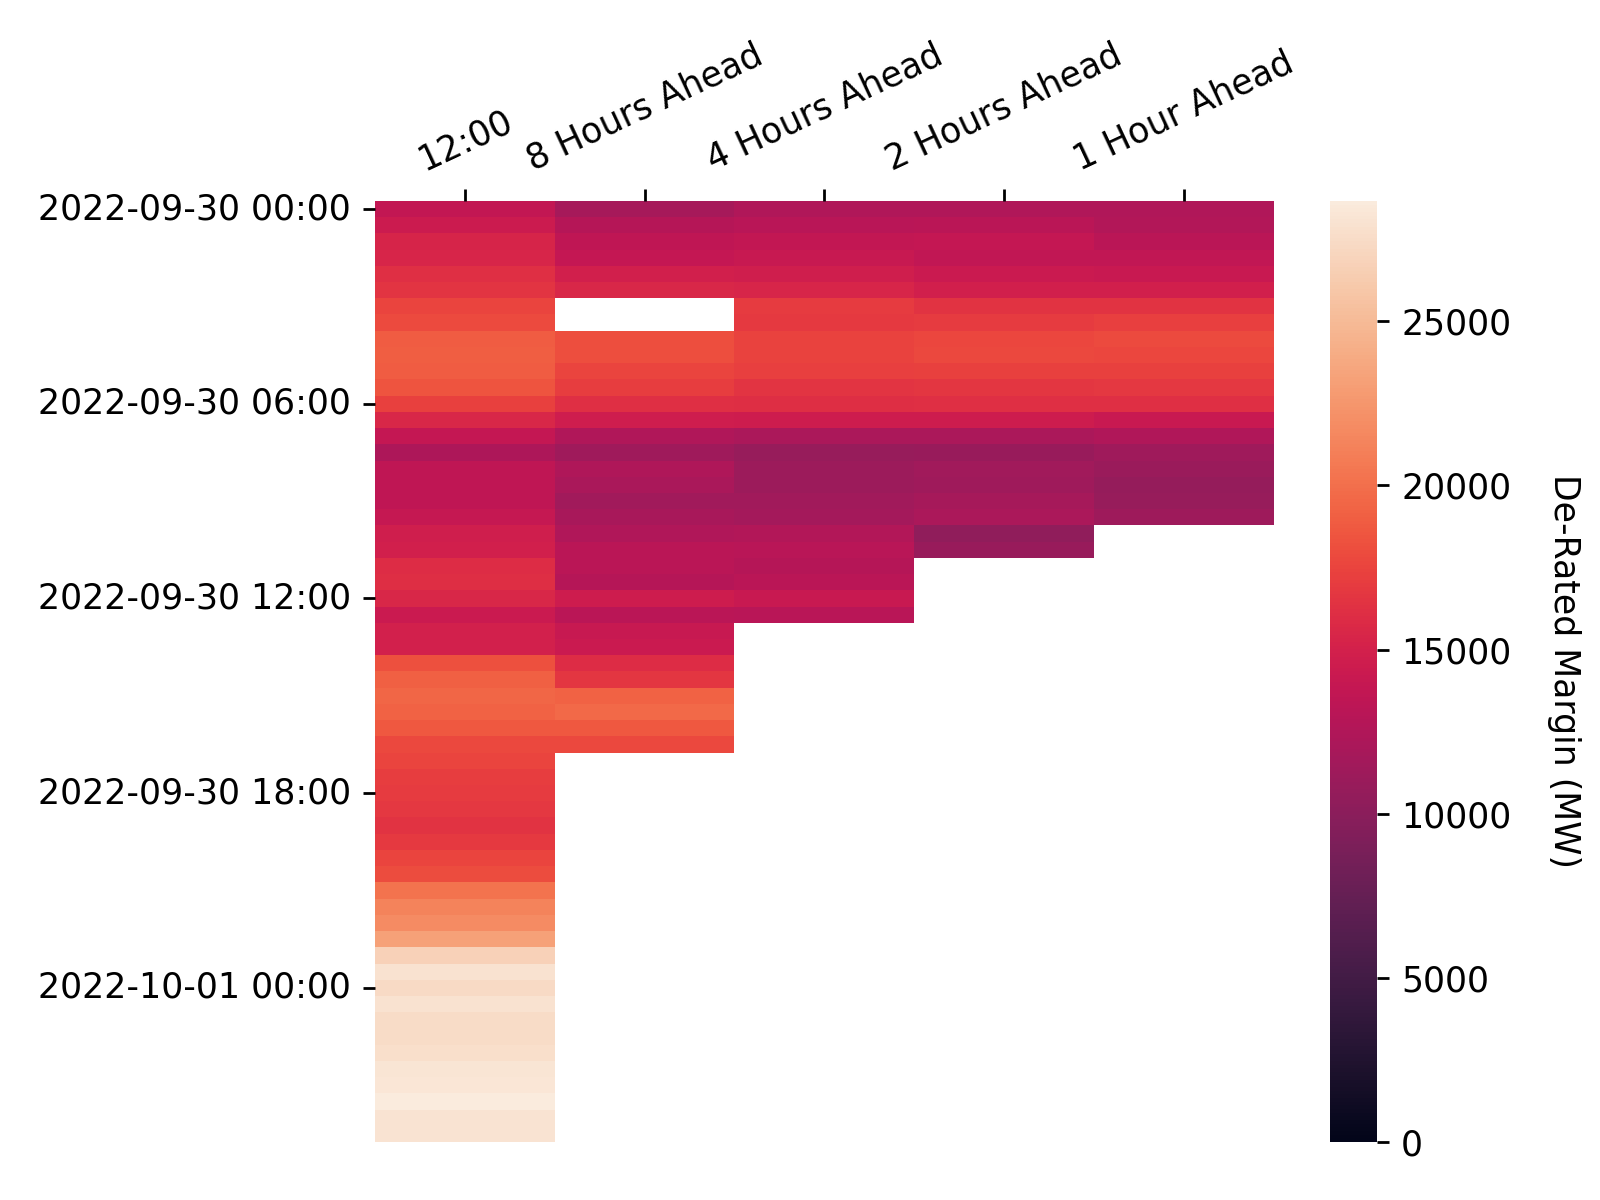 12:00
8 Hours Ahead
4 Hours Ahead
2 Hours Ahead
1 Hour Ahead
2022-09-30 00:00
2022-09-30 06:00
2022-09-30 12:00
2022-09-30 18:00
2022-10-01 00:00
25000
20000
15000
10000
5000
0
De-Rated Margin (MW)